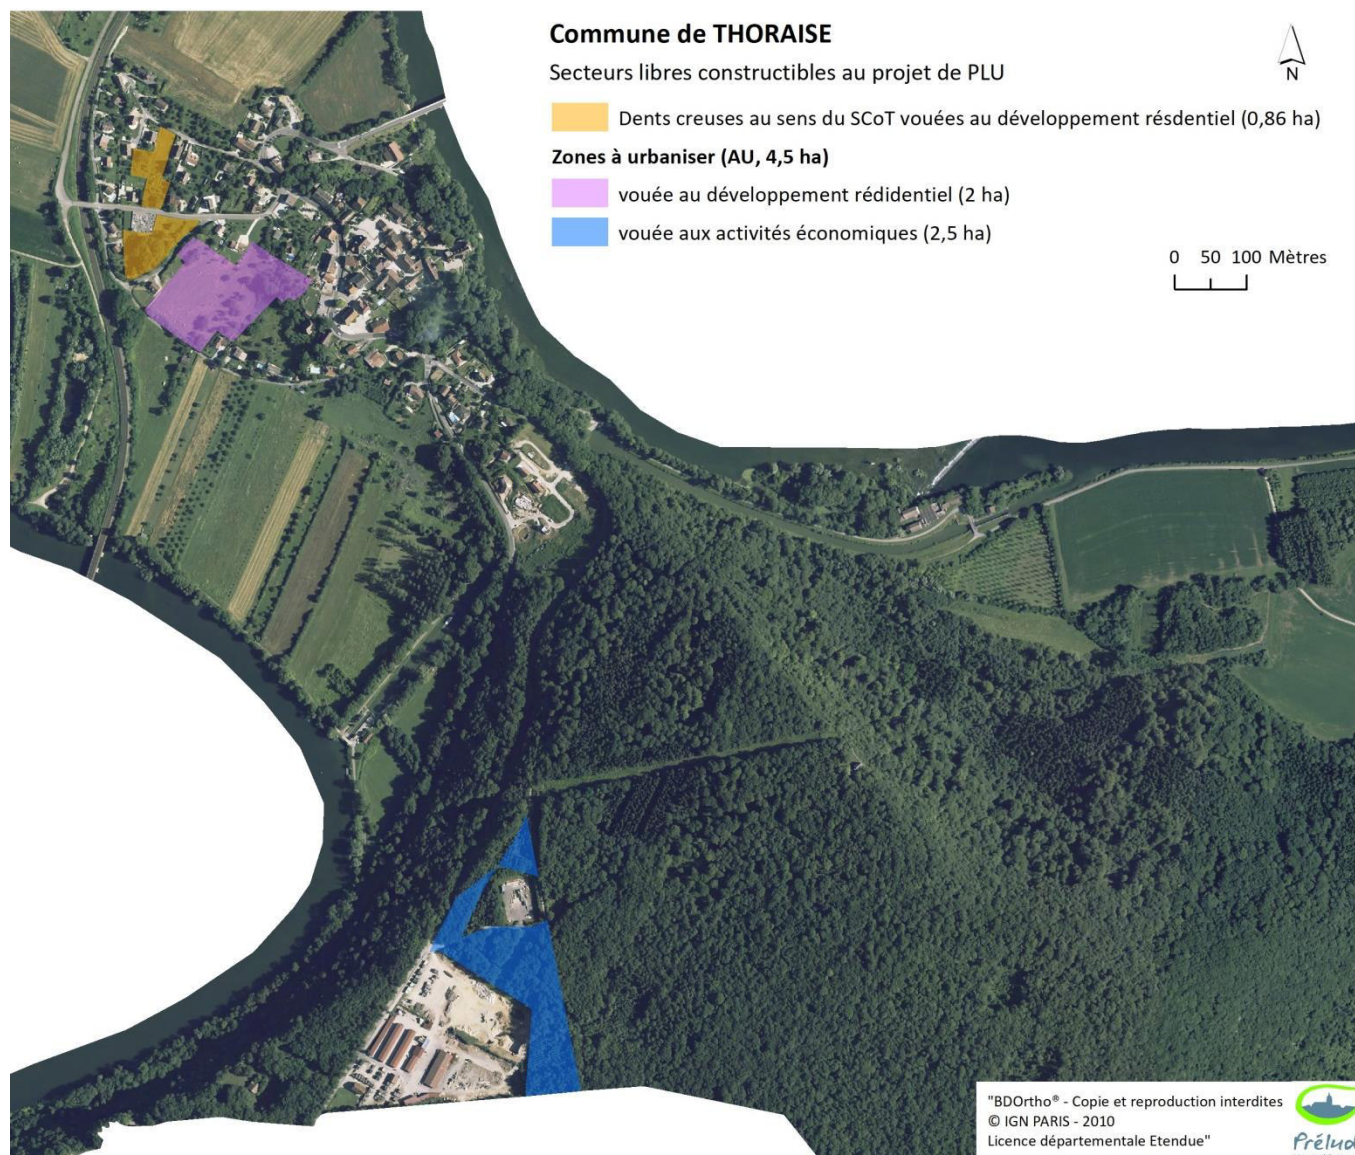 Commune de THORAISE
Secteurs libres constructibles au projet de PLU
N
Dents creuses au sens du SCoT vouées au développement résdentiel (0,86 ha)
Zones à urbaniser (AU, 4,5 ha)
vouée au développement rédidentiel (2 ha)
vouée aux activités économiques (2,5 ha)
0 50 100 Mètres
"BDOrtho® - Copie et reproduction interdites
© IGN PARIS - 2010
Licence départementale Etendue"